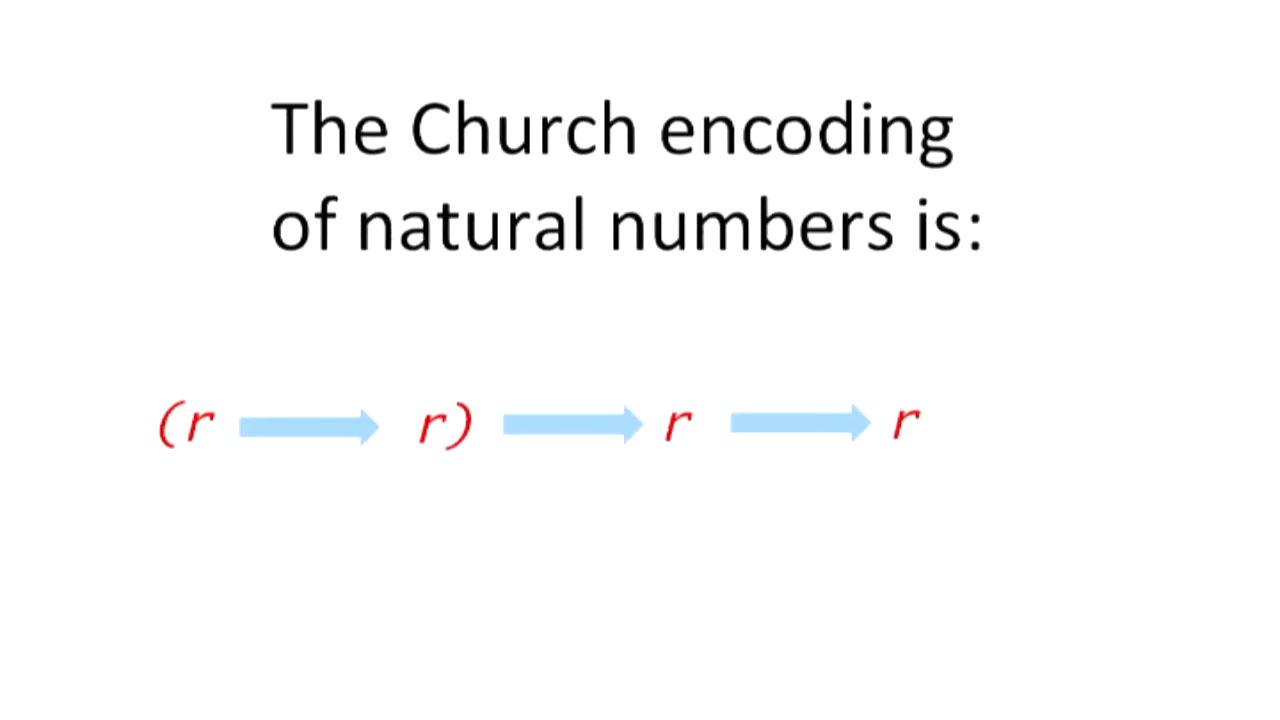 The Church encoding
of natural numbers is:
(r → r) → r → r